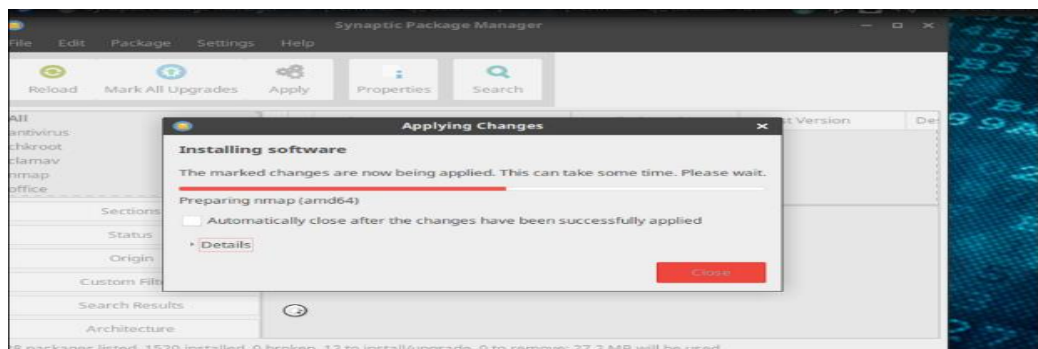 Synaptic Package Manager
File Edit Package Settings Help
Reload Mark All Upgrades Apply Properties Search
All
antivirus
chkroot
clamav
nmap
office
st Version
Des
Applying Changes
Installing software
The marked changes are now being applied. This can take some time. Please wait.
Preparing nmap (amd64)
Automatically close after the changes have been successfully applied
Details
Close
Sections
Status
Origin
Custom Filt
Search Results
Architecture
packages listed, 1520 installed, 0 broken. 12 to install/upgrade, 0 to remove; 27.3 MB will be used